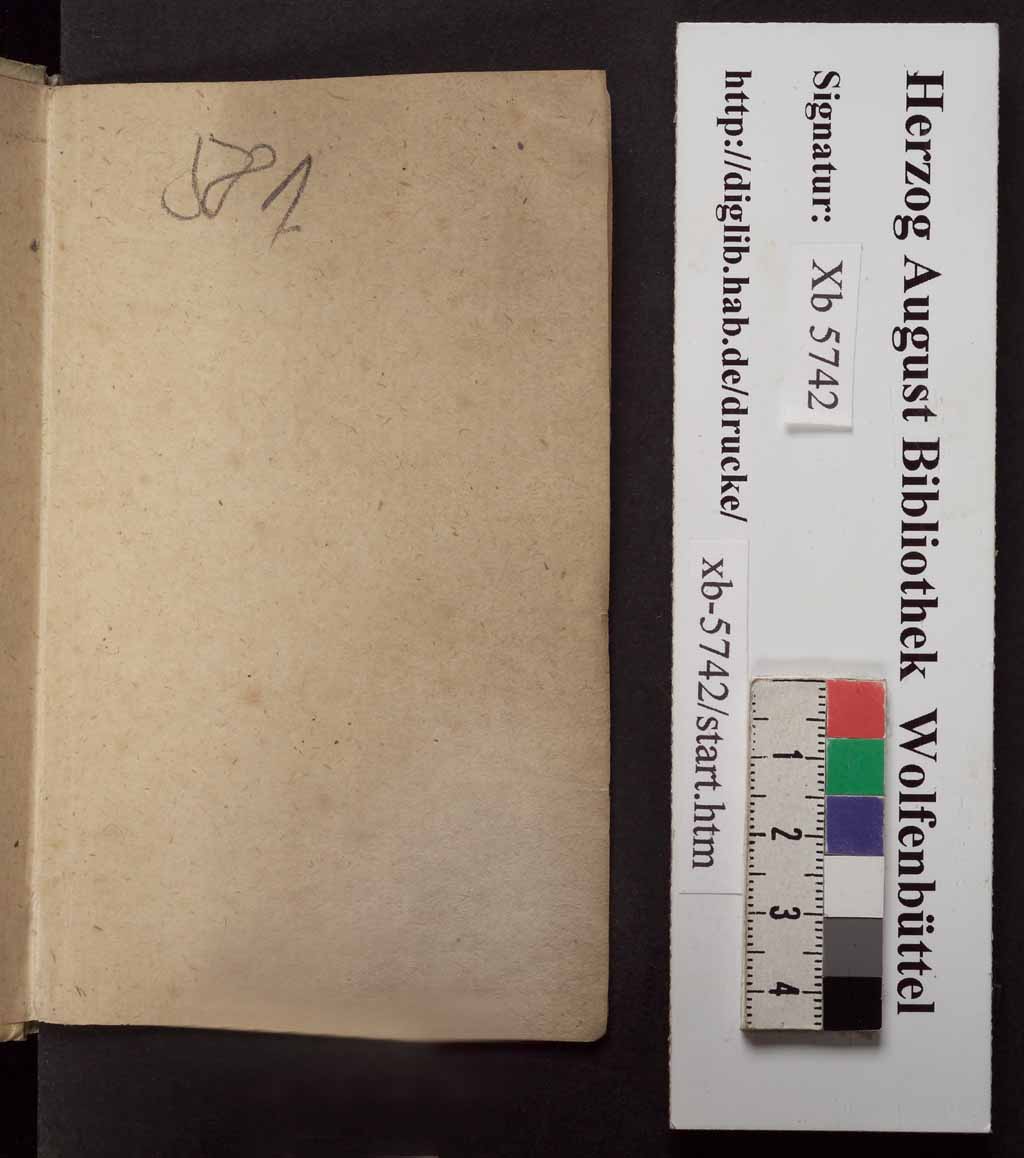 581
Herzog August Bibliothek Wolfenbüttel
Signatur: Xb 5742
http://diglib.hab.de/drucke/ xb-5742/start.htm
1
2
3
4